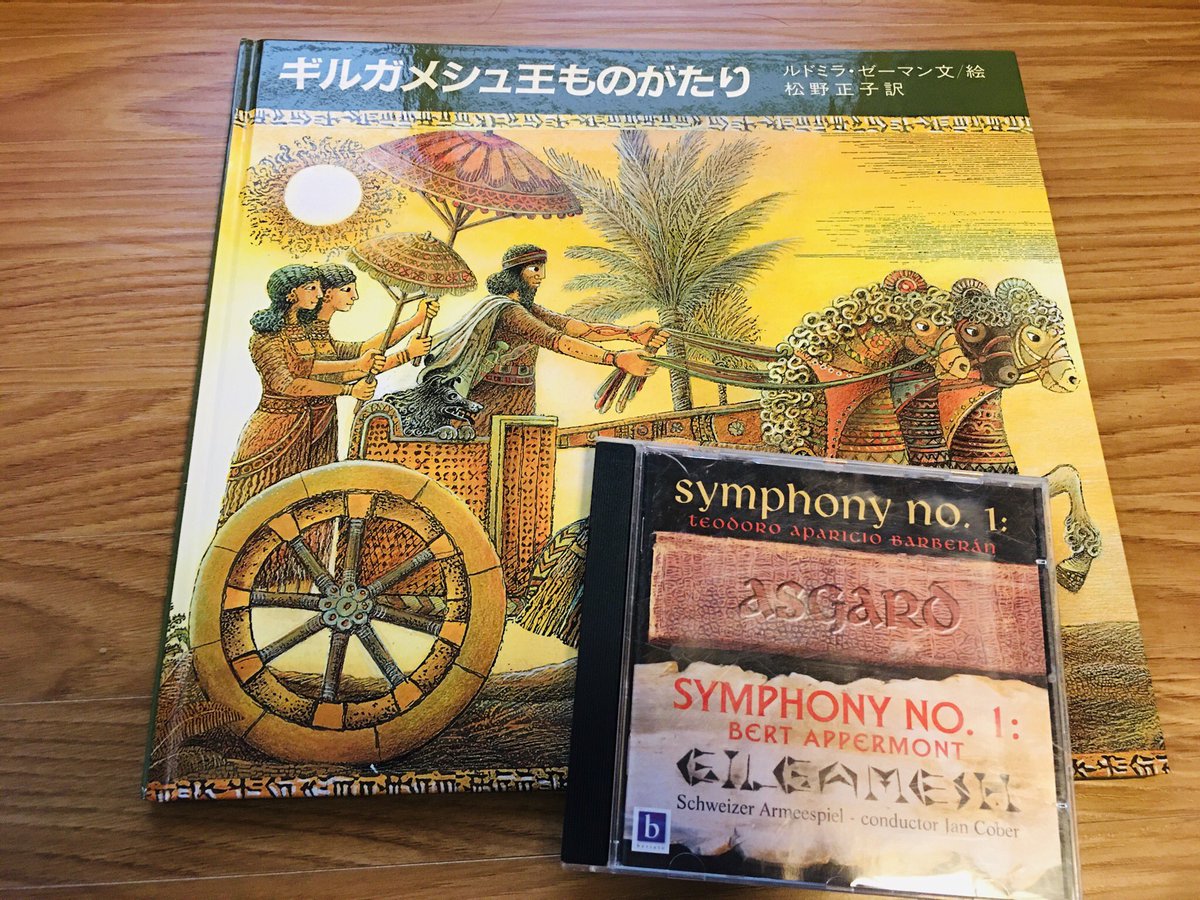 ギルガメシュ王ものがたり
ルドミラ・ゼーマン文/絵
松野正子訳
symphony no. 1:
TEODORO APARICIO BARBERÁN
ASGARD
SYMPHONY NO. 1:
BERT APPERMONT
GILGAMESH
Schweizer Armeespiel - conductor Jan Cober
b